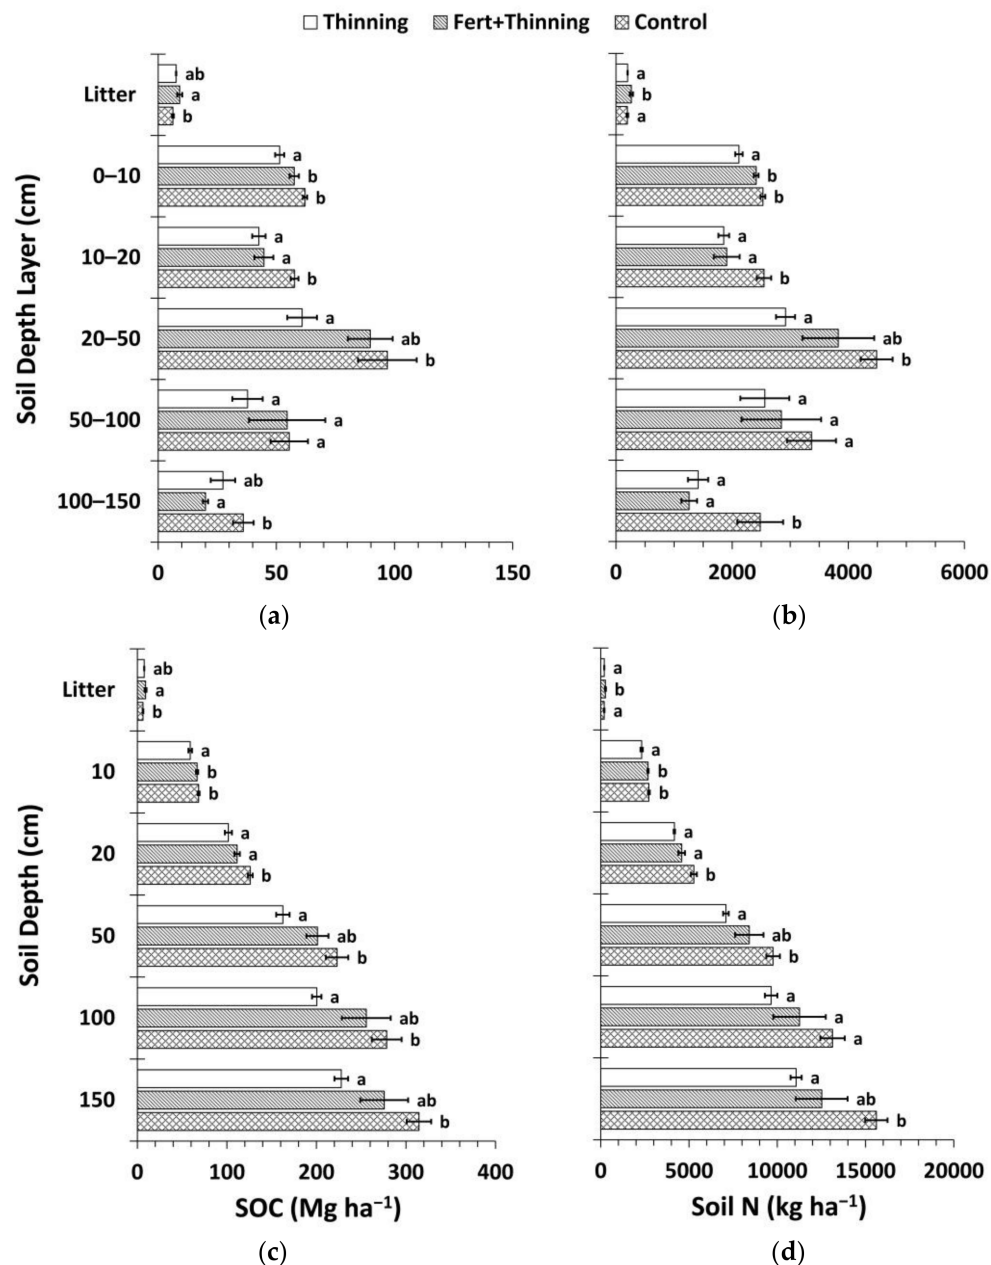 Thinning Fert+Thinning Control
Soil Depth Layer (cm)
Litter ab a
a b
b a
0–10 a a
b b
b b
10–20 a a
a a
b b
20–50 a a
ab ab
b b
50–100 a a
a a
a a
100–150 ab a
a a
b b
0 50 100 150 0 2000 4000 6000
(a) (b)
Soil Depth (cm)
Litter ab a
a b
b a
10 a a
b b
b b
20 a a
a a
b b
50 a a
ab ab
b b
100 a a
ab a
b a
150 a a
ab ab
b b
0 100 200 300 400 0 5000 10000 15000 20000
SOC (Mg ha⁻¹) Soil N (kg ha⁻¹)
(c) (d)